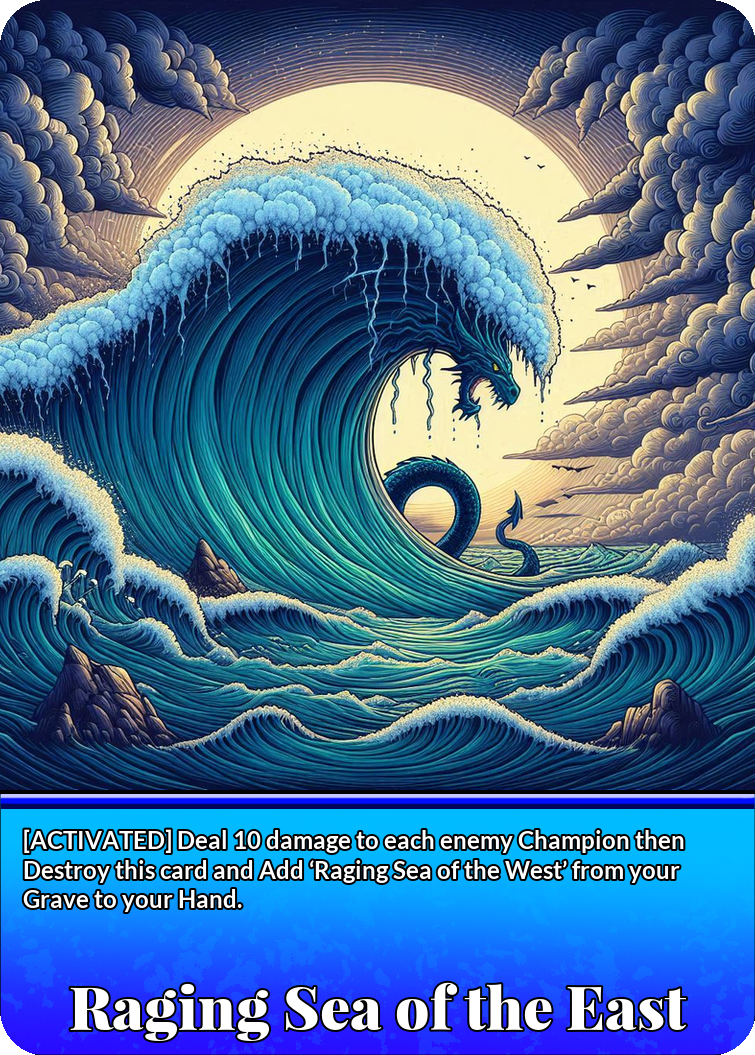 [ACTIVATED] Deal 10 damage to each enemy Champion then
Destroy this card and Add ‘Raging Sea of the West’ from your
Grave to your Hand.
Raging Sea of the East